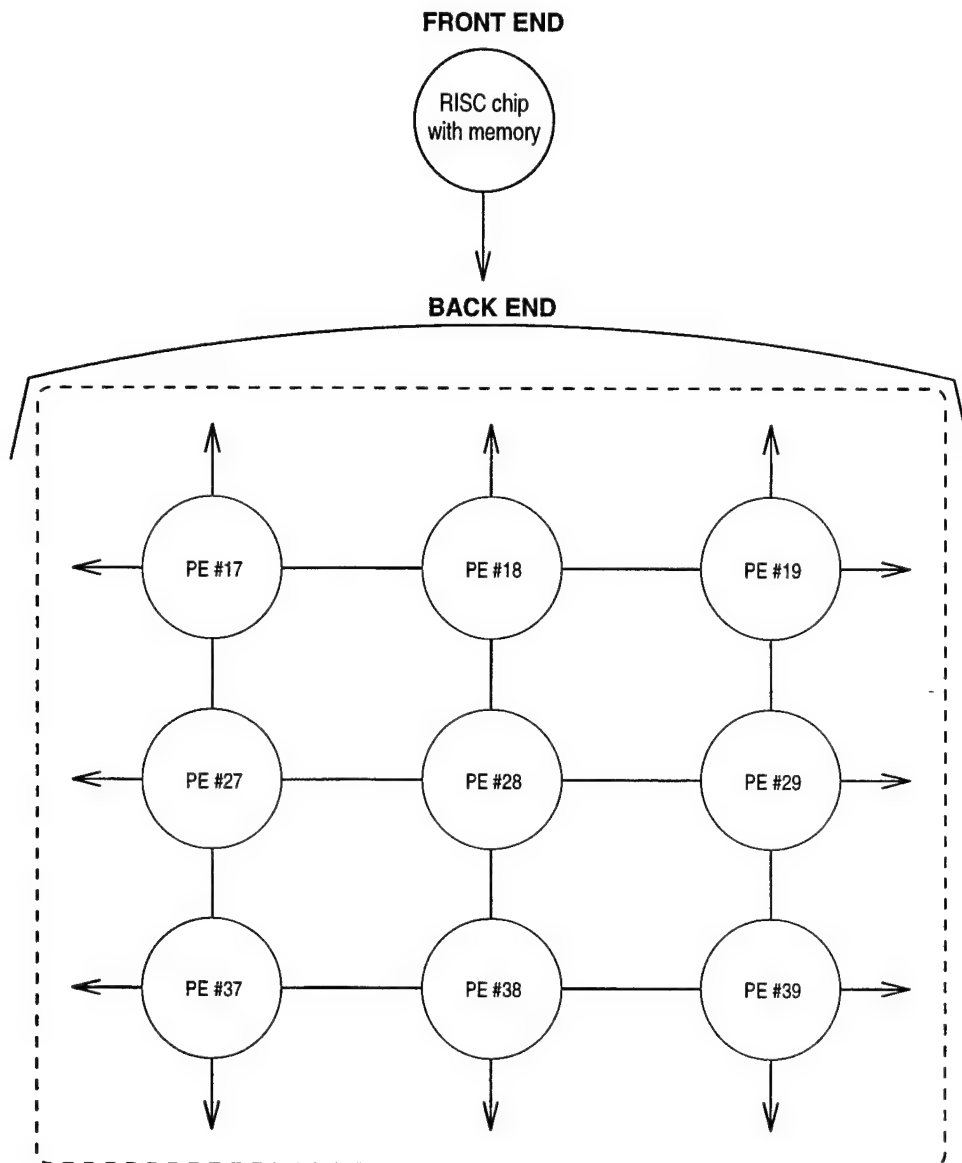 FRONT END
RISC chip
with memory
BACK END
PE #17
PE #18
PE #19
PE #27
PE #28
PE #29
PE #37
PE #38
PE #39